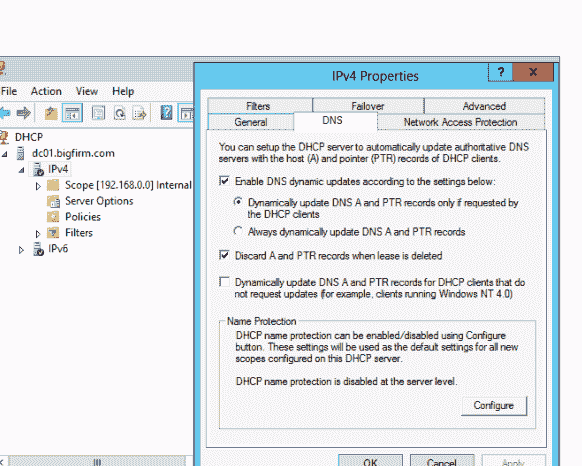 IPv4 Properties
?
x
File Action View Help
DHCP
dc01.bigfirm.com
IPv4
Scope [192.168.0.0] Internal
Server Options
Policies
Filters
IPv6
Filters Failover Advanced
General DNS Network Access Protection
You can setup the DHCP server to automatically update authoritative DNS
servers with the host (A) and pointer (PTR) records of DHCP clients.
Enable DNS dynamic updates according to the settings below:
Dynamically update DNS A and PTR records only if requested by
the DHCP clients
Always dynamically update DNS A and PTR records
Discard A and PTR records when lease is deleted
Dynamically update DNS A and PTR records for DHCP clients that do
not request updates (for example, clients running Windows NT 4.0)
Name Protection
DHCP name protection can be enabled/disabled using Configure
button. These settings will be used as the default settings for all new
scopes configured on this DHCP server.
DHCP name protection is disabled at the server level.
Configure
OK Cancel Apply